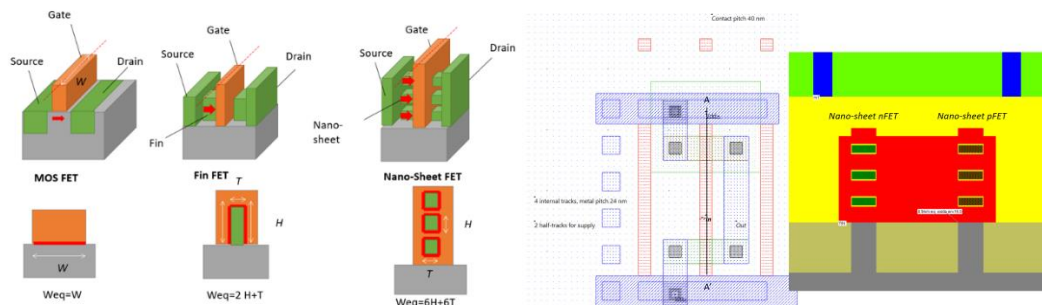 Gate
Source
Drain
W
MOS FET
Gate
Source
Drain
Fin
Fin FET
Gate
Source
Drain
Nano-
sheet
Nano-Sheet FET
W
Weq=W
T
H
Weq=2 H+T
H
T
Weq=6H+6T
Contact pitch 40 nm
A
4 internal tracks, metal pitch 24 nm
2 half-tracks for supply
Out
A'
Nano-sheet nFET
Nano-sheet pFET